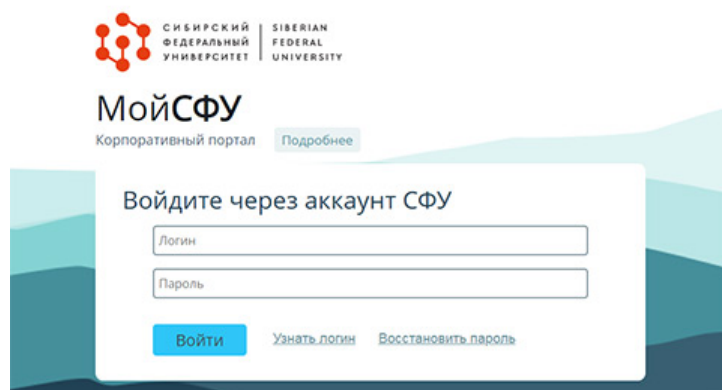 СИБИРСКИЙ
ФЕДЕРАЛЬНЫЙ
УНИВЕРСИТЕТ
SIBERIAN
FEDERAL
UNIVERSITY
МойСФУ
Корпоративный портал
Подробнее
Войдите через аккаунт СФУ
Логин
Пароль
Войти
Узнать логин
Восстановить пароль